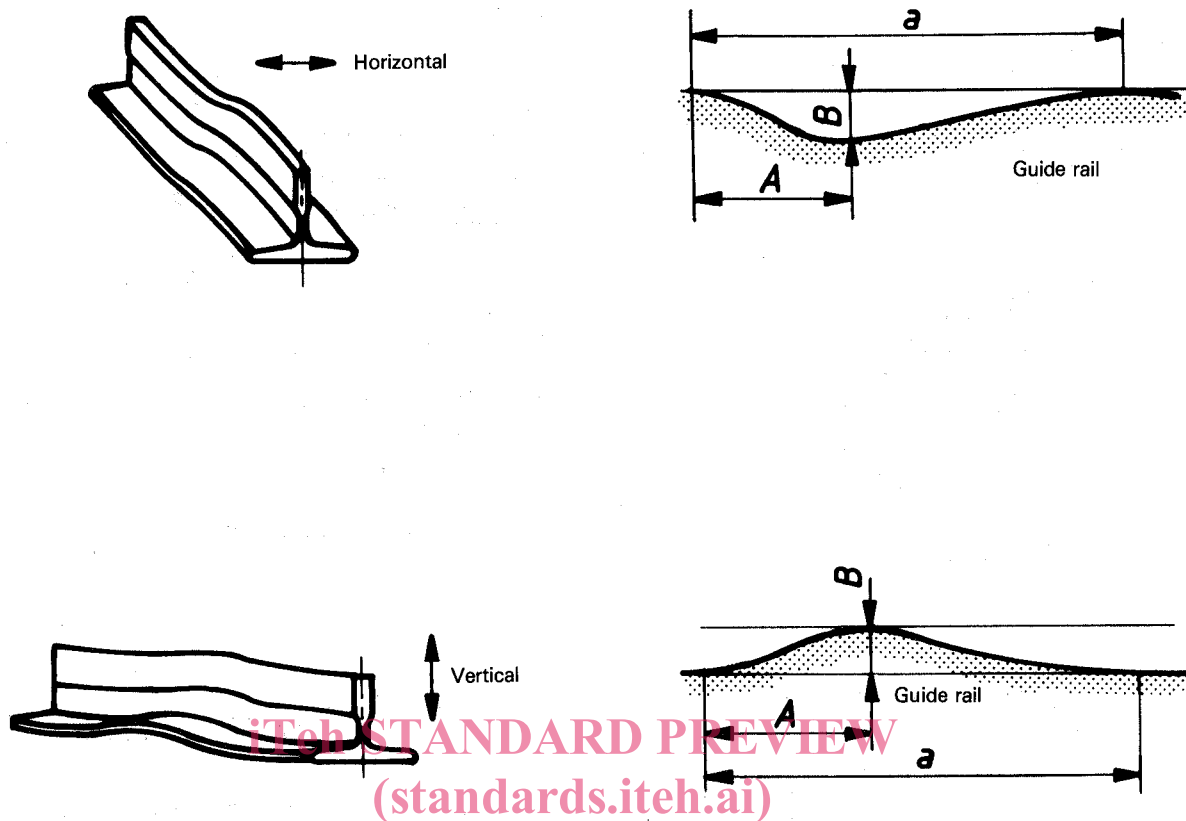 a
Horizontal
B
Guide rail
A
B
Vertical
Guide rail
A
a
iTeh STANDARD PREVIEW
(standards.iteh.ai)